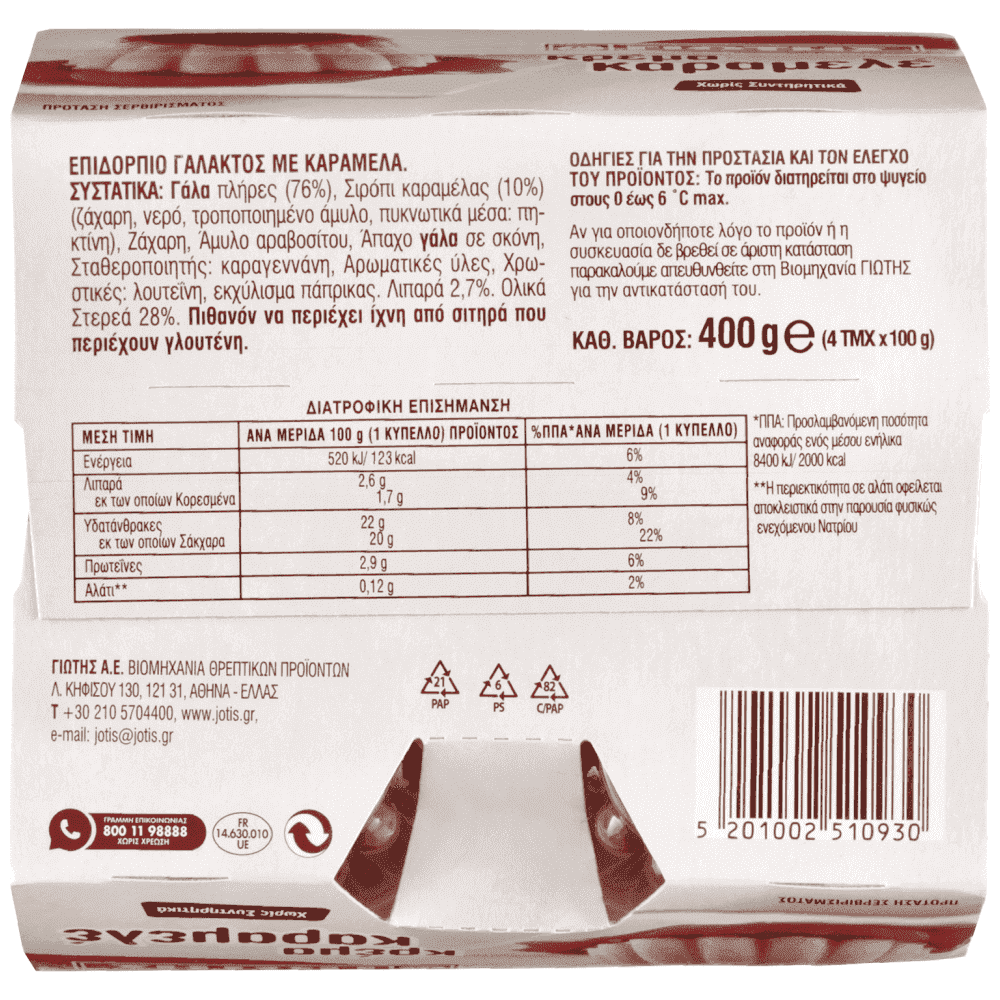 κρέμα
καραμελέ
Χωρίς Συντηρητικά
ΠΡΟΤΑΣΗ ΣΕΡΒΙΡΙΣΜΑΤΟΣ
ΕΠΙΔΟΡΠΙΟ ΓΑΛΑΚΤΟΣ ΜΕ ΚΑΡΑΜΕΛΑ.
ΣΥΣΤΑΤΙΚΑ: Γάλα πλήρες (76%), Σιρόπι καραμέλας (10%)
(ζάχαρη, νερό, τροποποιημένο άμυλο, πυκνωτικά μέσα: πη-
κτίνη), Ζάχαρη, Άμυλο αραβοσίτου, Άπαχο γάλα σε σκόνη,
Σταθεροποιητής: καραγεννάνη, Αρωματικές ύλες, Χρω-
στικές: λουτεΐνη, εκχύλισμα πάπρικας. Λιπαρά 2,7%. Ολικά
Στερεά 28%. Πιθανόν να περιέχει ίχνη από σιτηρά που
περιέχουν γλουτένη.
ΟΔΗΓΙΕΣ ΓΙΑ ΤΗΝ ΠΡΟΣΤΑΣΙΑ ΚΑΙ ΤΟΝ ΕΛΕΓΧΟ
ΤΟΥ ΠΡΟΪΟΝΤΟΣ: Το προϊόν διατηρείται στο ψυγείο
στους 0 έως 6 °C max.
Αν για οποιονδήποτε λόγο το προϊόν ή η
συσκευασία δε βρεθεί σε άριστη κατάσταση
παρακαλούμε απευθυνθείτε στη Βιομηχανία ΓΙΩΤΗΣ
για την αντικατάστασή του.
ΚΑΘ. ΒΑΡΟΣ: 400 g e (4 ΤΜΧ x 100 g)
ΔΙΑΤΡΟΦΙΚΗ ΕΠΙΣΗΜΑΝΣΗ
ΜΕΣΗ ΤΙΜΗ ΑΝΑ ΜΕΡΙΔΑ 100 g (1 ΚΥΠΕΛΛΟ) ΠΡΟΪΟΝΤΟΣ %ΠΠΑ*ΑΝΑ ΜΕΡΙΔΑ (1 ΚΥΠΕΛΛΟ)
Ενέργεια 520 kJ/ 123 kcal 6%
Λιπαρά 2,6 g 4%
εκ των οποίων Κορεσμένα 1,7 g 9%
Υδατάνθρακες 22 g 8%
εκ των οποίων Σάκχαρα 20 g 22%
Πρωτεΐνες 2,9 g 6%
Αλάτι** 0,12 g 2%
*ΠΠΑ: Προσλαμβανόμενη ποσότητα
αναφοράς ενός μέσου ενήλικα
8400 kJ/ 2000 kcal
**Η περιεκτικότητα σε αλάτι οφείλεται
αποκλειστικά στην παρουσία φυσικώς
ενεχόμενου Νατρίου
ΓΙΩΤΗΣ Α.Ε. ΒΙΟΜΗΧΑΝΙΑ ΘΡΕΠΤΙΚΩΝ ΠΡΟΪΟΝΤΩΝ
Λ. ΚΗΦΙΣΟΥ 130, 121 31, ΑΘΗΝΑ - ΕΛΛΑΣ
Τ +30 210 5704400, www.jotis.gr,
e-mail: jotis@jotis.gr
21
PAP
6
PS
82
C/PAP
ΓΡΑΜΜΗ ΕΠΙΚΟΙΝΩΝΙΑΣ
800 11 98888
ΧΩΡΙΣ ΧΡΕΩΣΗ
FR
14.630.010
UE
5 201002 510930
Χωρίς Συντηρητικά
ΠΡΟΤΑΣΗ ΣΕΡΒΙΡΙΣΜΑΤΟΣ
κρέμα
καραμελέ